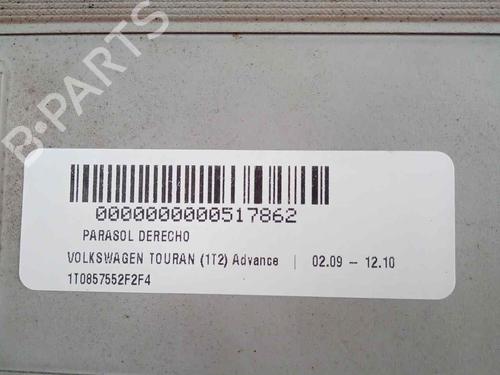 B-PARTS
0000000000517862
PARASOL DERECHO
VOLKSWAGEN TOURAN (1T2) Advance | 02.09 – 12.10
1T0857552F2F4